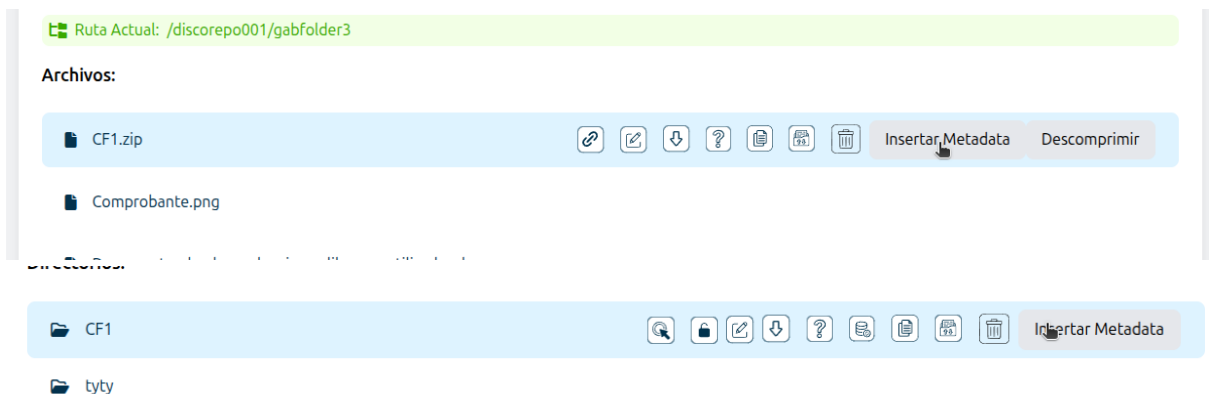 Ruta Actual: /discorepo001/gabfolder3
Archivos:
CF1.zip Insertar Metadata Descomprimir
Comprobante.png
CF1 Insertar Metadata
tyty